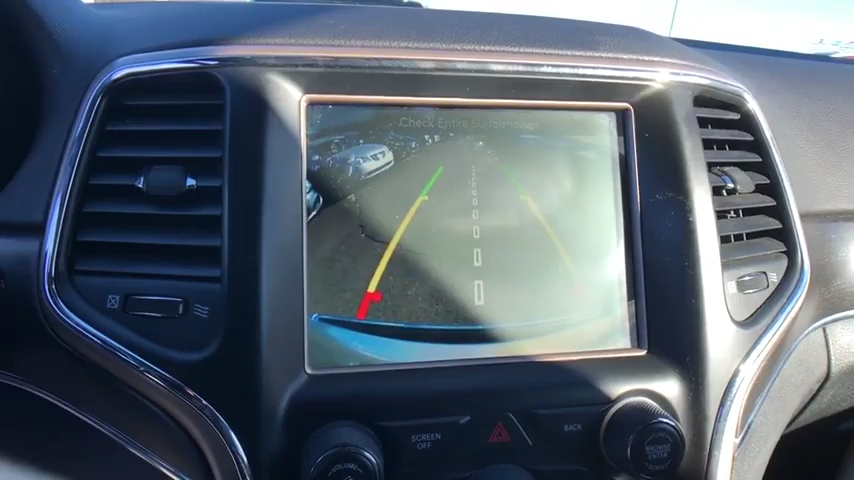 Check Entire Surroundings
SCREEN
OFF
BACK
VOLUME
BROWSE
ENTER